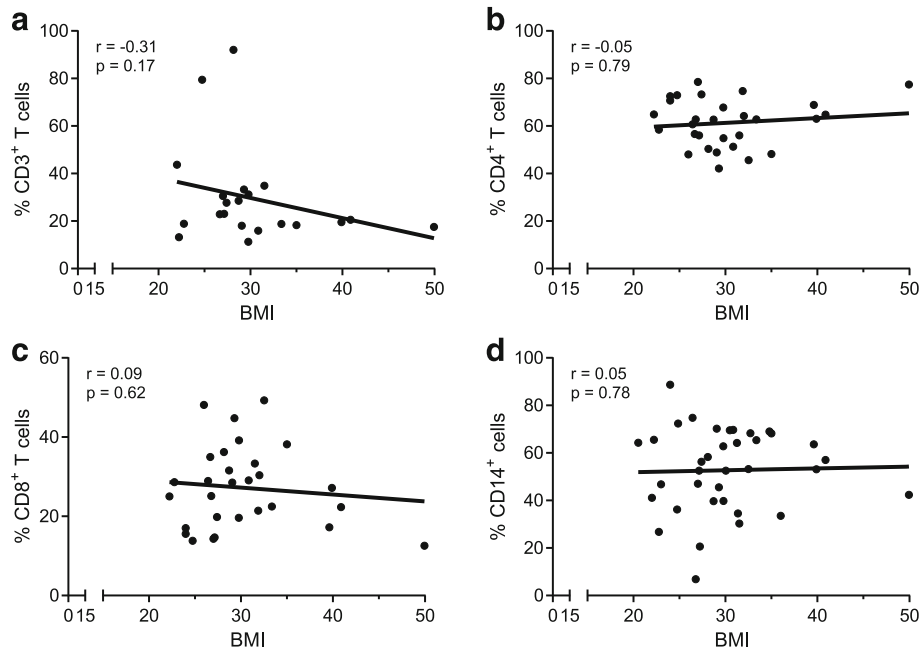 a
r = -0.31
p = 0.17
% CD3+ T cells
100
80
60
40
20
0
0 15 20 30 40 50
BMI
b
r = -0.05
p = 0.79
% CD4+ T cells
100
80
60
40
20
0
0 15 20 30 40 50
BMI
c
r = 0.09
p = 0.62
% CD8+ T cells
60
40
20
0
0 15 20 30 40 50
BMI
d
r = 0.05
p = 0.78
% CD14+ cells
100
80
60
40
20
0
0 15 20 30 40 50
BMI